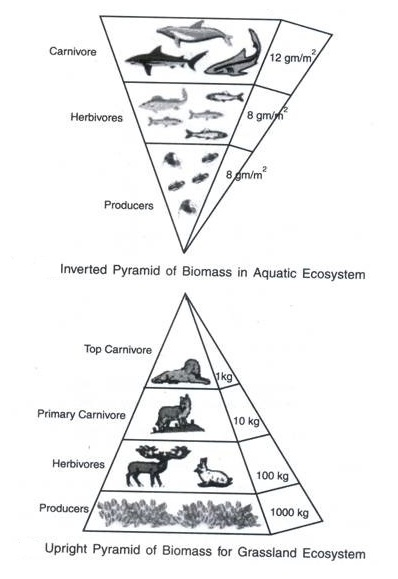 Carnivore
12 gm/m²
Herbivores
8 gm/m²
8 gm/m²
Producers
Inverted Pyramid of Biomass in Aquatic Ecosystem
Top Carnivore
1kg
Primary Carnivore
10 kg
Herbivores
100 kg
Producers
1000 kg
Upright Pyramid of Biomass for Grassland Ecosystem